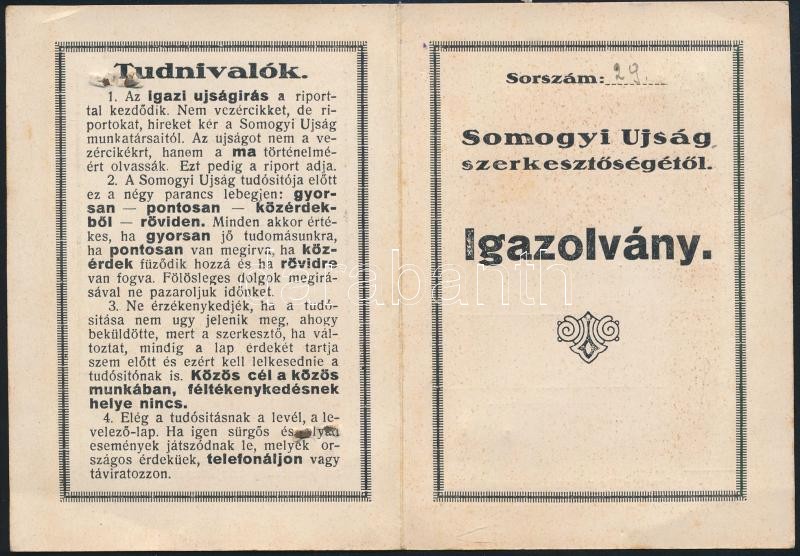 Tudnivalók.
1. Az igazi ujságirás a riport-
tal kezdődik. Nem vezércikket, de ri-
portokat, hireket kér a Somogyi Ujság
munkatársaitól. Az ujságot nem a ve-
zércikékrt, hanem a ma történelmé-
ért olvassák. Ezt pedig a riport adja.
2. A Somogyi Ujság tudósitója előtt
ez a négy parancs lebegjen: gyor-
san — pontosan — közérdek-
ből — röviden. Minden akkor érté-
kes, ha gyorsan jő tudomásunkra,
ha pontosan van megirva, ha köz-
érdek füződik hozzá és ha rövidre
van fogva. Fölösleges dolgok megirá-
sával ne pazaroljuk időnket.
3. Ne érzékenykedjék, ha a tudó-
sitása nem ugy jelenik meg, ahogy
beküldötte, mert a szerkesztő, ha vál-
toztat, mindig a lap érdekét tartja
szem előtt és ezért kell lelkesednie a
tudósitónak is. Közös cél a közös
munkában, féltékenykedésnek
helye nincs.
4. Elég a tudósitásnak a levél, a le-
velező-lap. Ha igen sürgős és olyan
események játszódnak le, melyek or-
szágos érdeküek, telefonáljon vagy
táviratozzon.
Sorszám: 29.
Somogyi Ujság
szerkesztőségétől.
Igazolvány.
darabanth